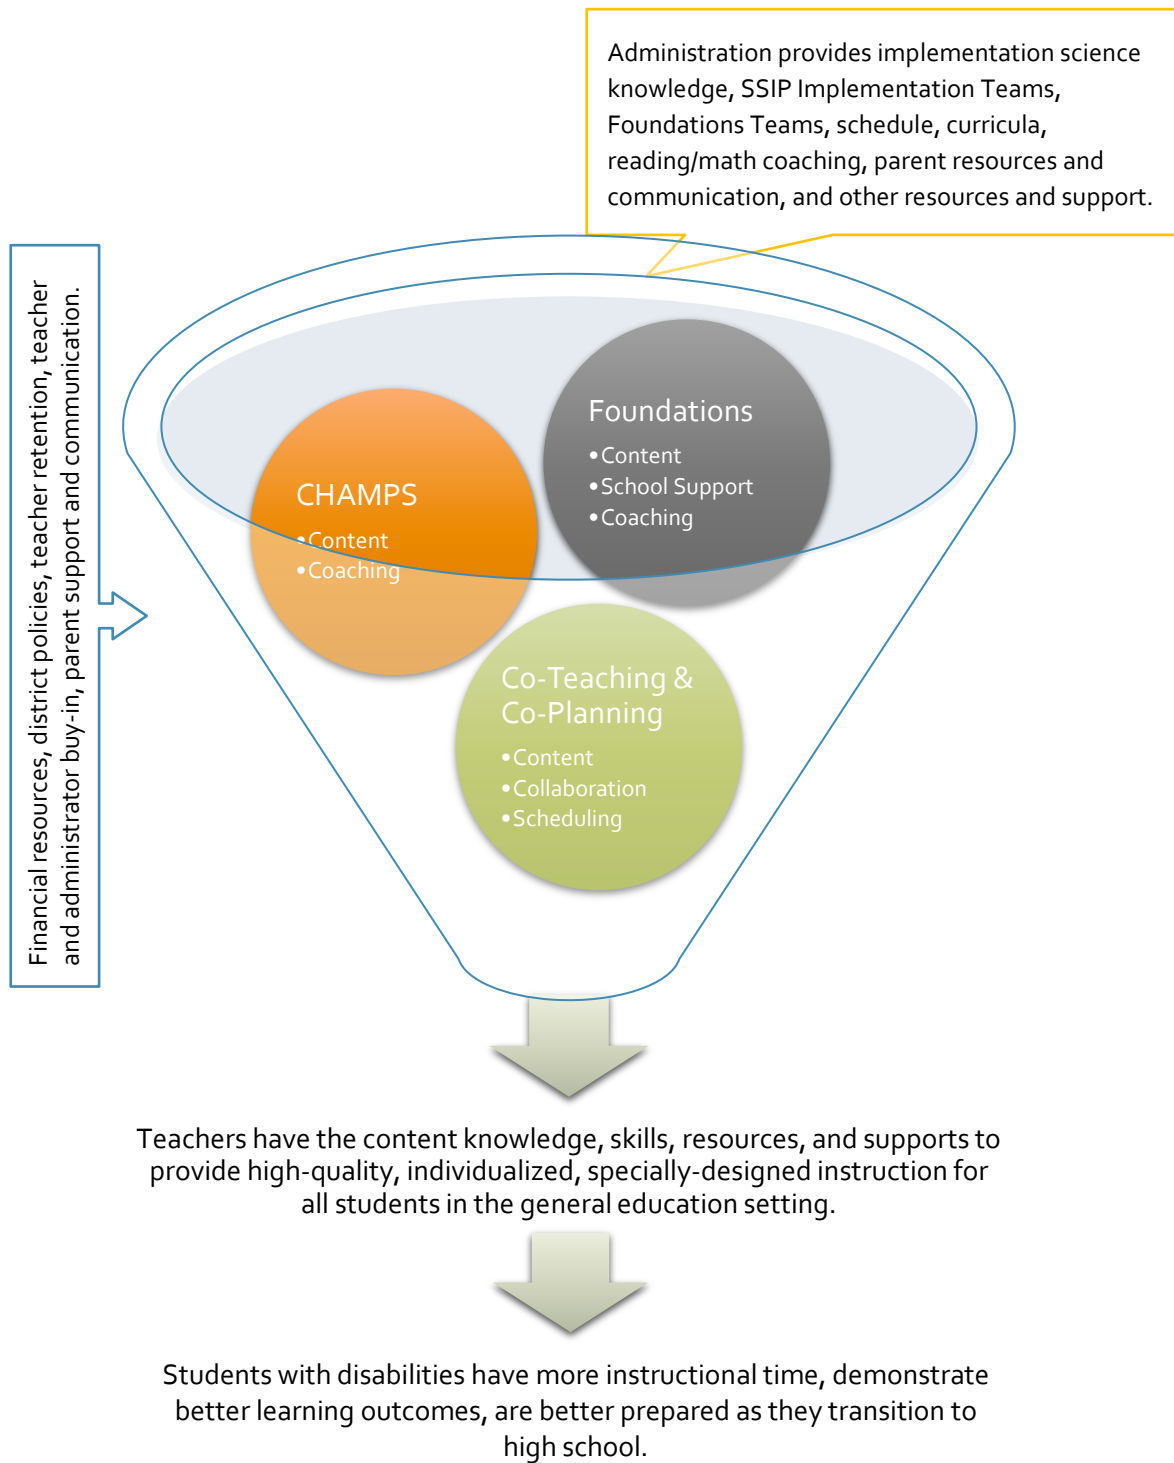 Administration provides implementation science
knowledge, SSIP Implementation Teams,
Foundations Teams, schedule, curricula,
reading/math coaching, parent resources and
communication, and other resources and support.
Financial resources, district policies, teacher retention, teacher
and administrator buy-in, parent support and communication.
Foundations
•Content
•School Support
•Coaching
CHAMPS
•Content
•Coaching
Co-Teaching &
Co-Planning
•Content
•Collaboration
•Scheduling
Teachers have the content knowledge, skills, resources, and supports to
provide high-quality, individualized, specially-designed instruction for
all students in the general education setting.
Students with disabilities have more instructional time, demonstrate
better learning outcomes, are better prepared as they transition to
high school.